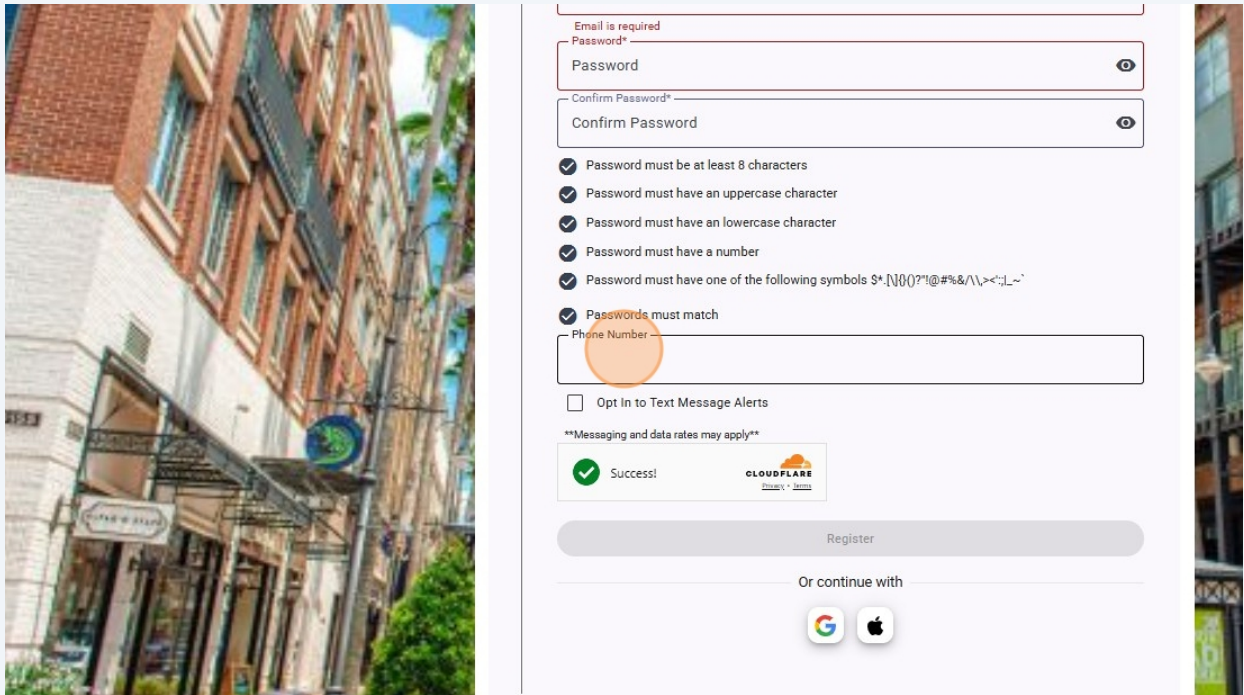 Email is required
Password*
Password
Confirm Password*
Confirm Password
Password must be at least 8 characters
Password must have an uppercase character
Password must have an lowercase character
Password must have a number
Password must have one of the following symbols $*.[\]{}()?"!@#%&/\\,><':;|_~`
Passwords must match
Phone Number
Opt In to Text Message Alerts
**Messaging and data rates may apply**
Success!
CLOUDFLARE
Privacy • Terms
Register
Or continue with